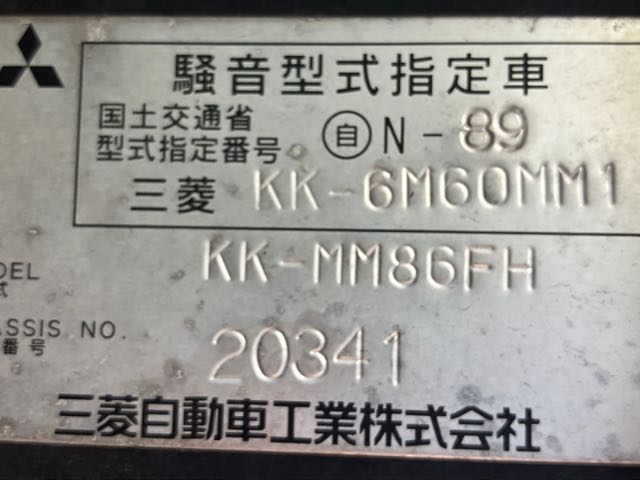 騒音型式指定車
国土交通省
型式指定番号 自 N-89
三菱 KK-6M60MM1
KK-MM86FH
DEL
式
ASSIS NO.
番号
20341
三菱自動車工業株式会社